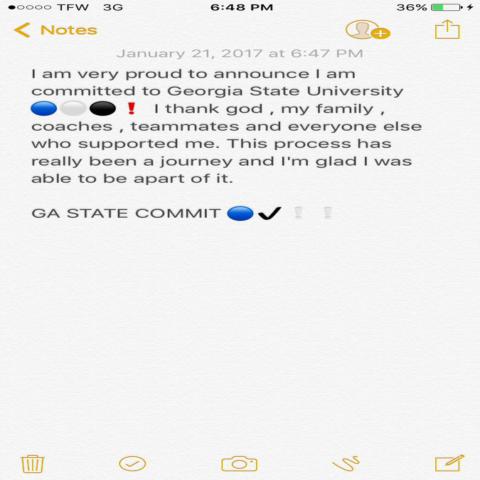 TFW 3G 6:48 PM 36%
Notes
January 21, 2017 at 6:47 PM
I am very proud to announce I am
committed to Georgia State University
🔵⚪⚫❗ I thank god , my family ,
coaches , teammates and everyone else
who supported me. This process has
really been a journey and I'm glad I was
able to be apart of it.
GA STATE COMMIT 🔵✔❕❕